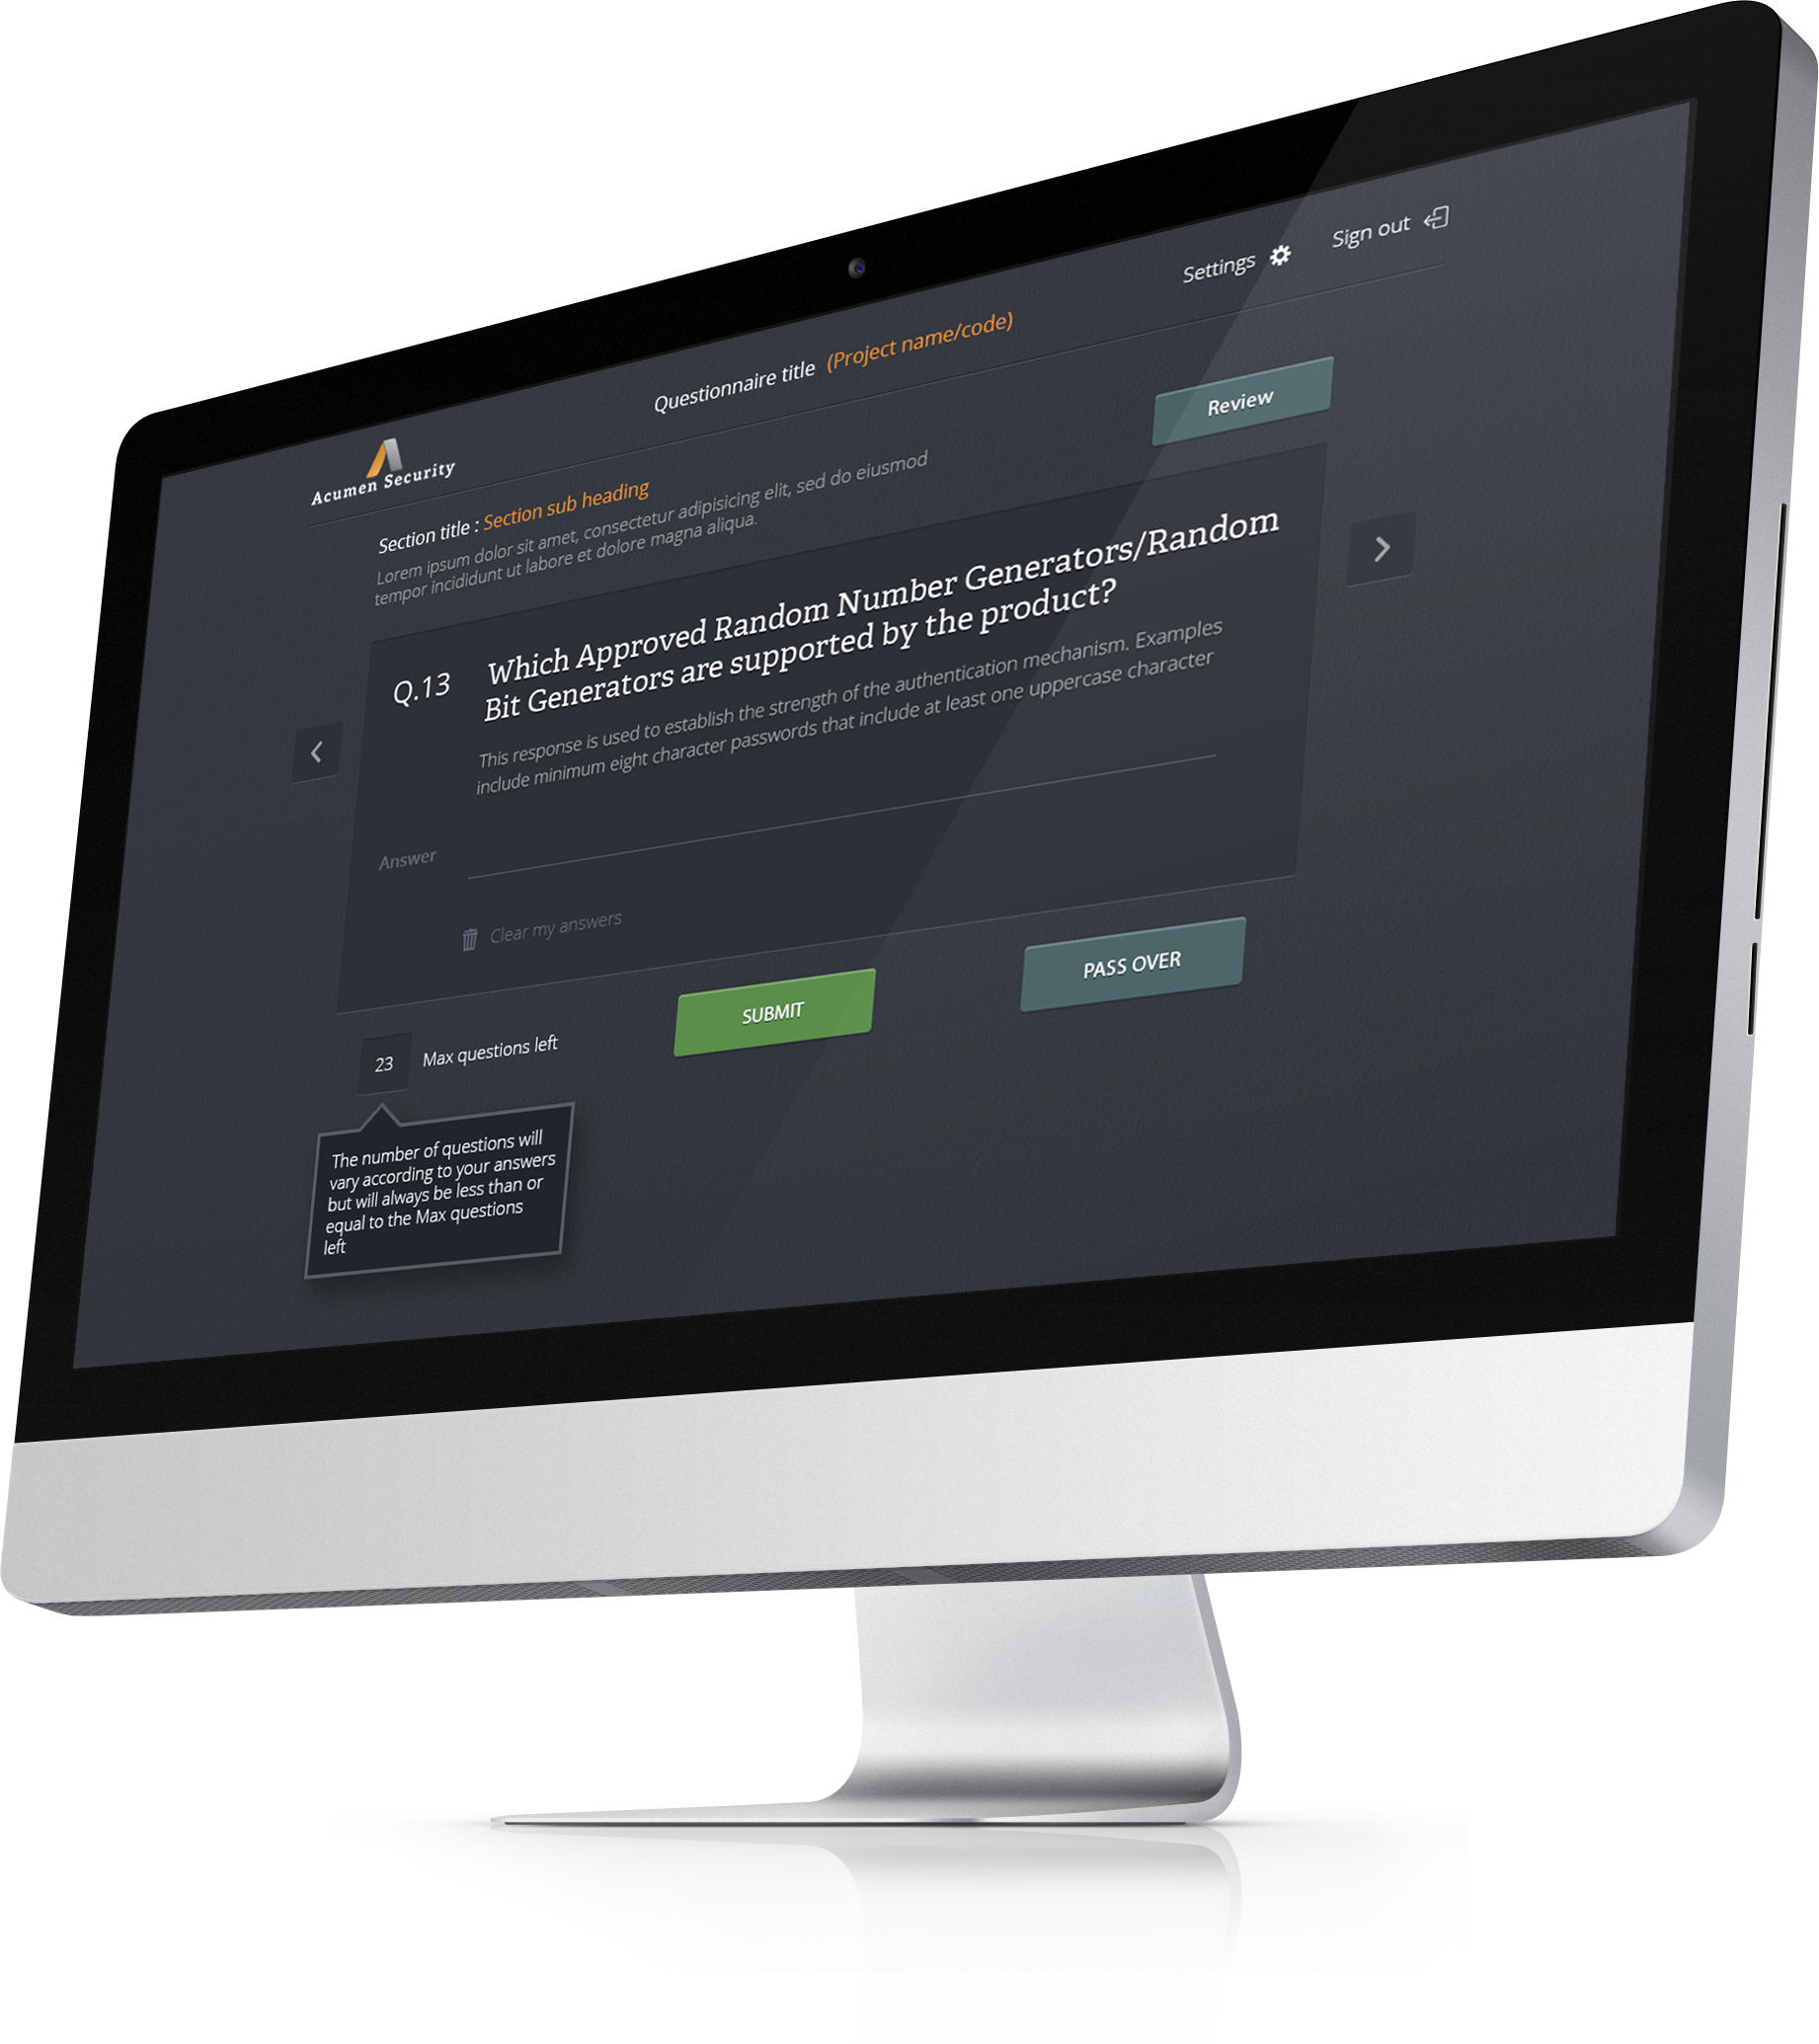 Settings
Sign out
Questionnaire title (Project name/code)
Acumen Security
Review
Section title : Section sub heading
Lorem ipsum dolor sit amet, consectetur adipisicing elit, sed do eiusmod
tempor incididunt ut labore et dolore magna aliqua.
Q.13
Which Approved Random Number Generators/Random
Bit Generators are supported by the product?
This response is used to establish the strength of the authentication mechanism. Examples
include minimum eight character passwords that include at least one uppercase character
Answer
Clear my answers
SUBMIT
PASS OVER
23
Max questions left
The number of questions will
vary according to your answers
but will always be less than or
equal to the Max questions
left